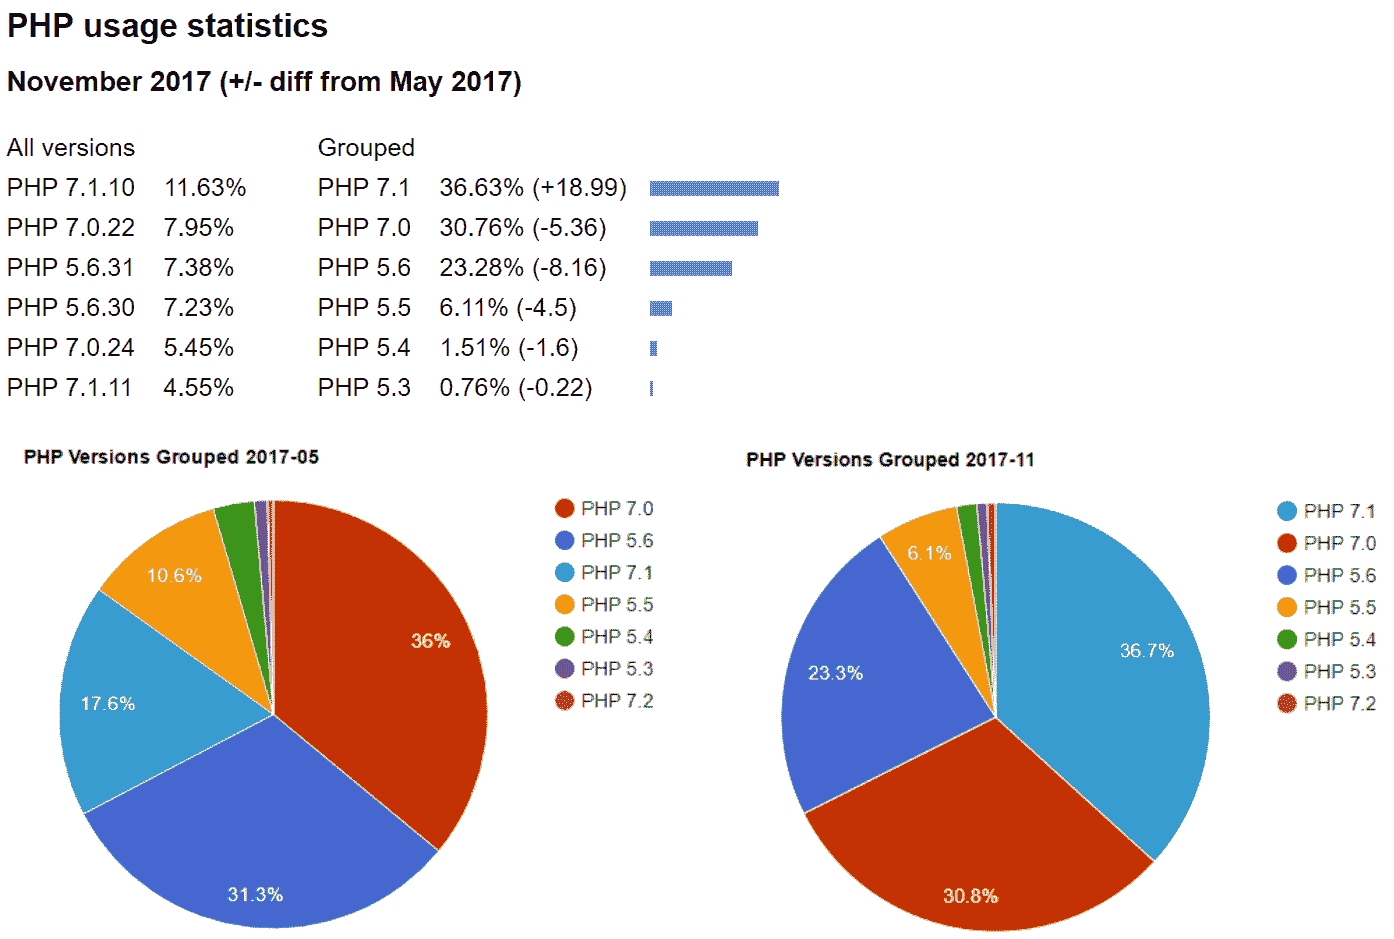 PHP usage statistics
November 2017 (+/- diff from May 2017)
All versions Grouped
PHP 7.1.10 11.63% PHP 7.1 36.63% (+18.99)
PHP 7.0.22 7.95% PHP 7.0 30.76% (-5.36)
PHP 5.6.31 7.38% PHP 5.6 23.28% (-8.16)
PHP 5.6.30 7.23% PHP 5.5 6.11% (-4.5)
PHP 7.0.24 5.45% PHP 5.4 1.51% (-1.6)
PHP 7.1.11 4.55% PHP 5.3 0.76% (-0.22)
PHP Versions Grouped 2017-05
36%
31.3%
17.6%
10.6%
PHP 7.0
PHP 5.6
PHP 7.1
PHP 5.5
PHP 5.4
PHP 5.3
PHP 7.2
PHP Versions Grouped 2017-11
36.7%
30.8%
23.3%
6.1%
PHP 7.1
PHP 7.0
PHP 5.6
PHP 5.5
PHP 5.4
PHP 5.3
PHP 7.2